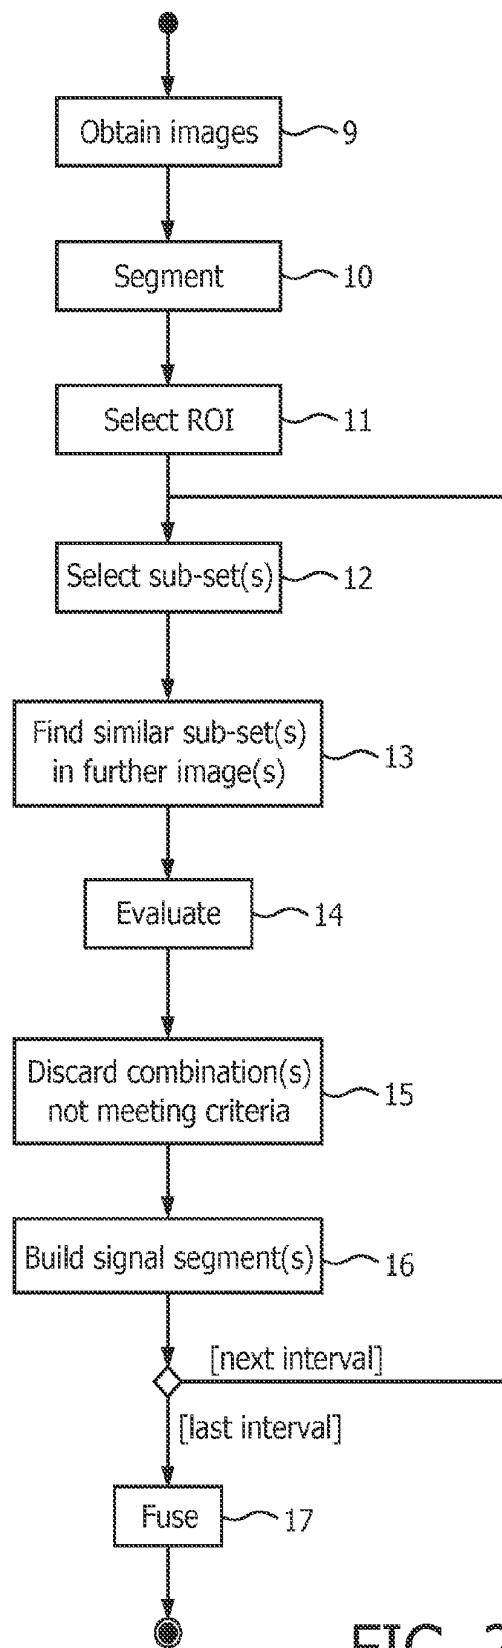 Obtain images
9
Segment
10
Select ROI
11
Select sub-set(s)
12
Find similar sub-set(s)
in further image(s)
13
Evaluate
14
Discard combination(s)
not meeting criteria
15
Build signal segment(s)
16
[next interval]
[last interval]
Fuse
17
FIG.